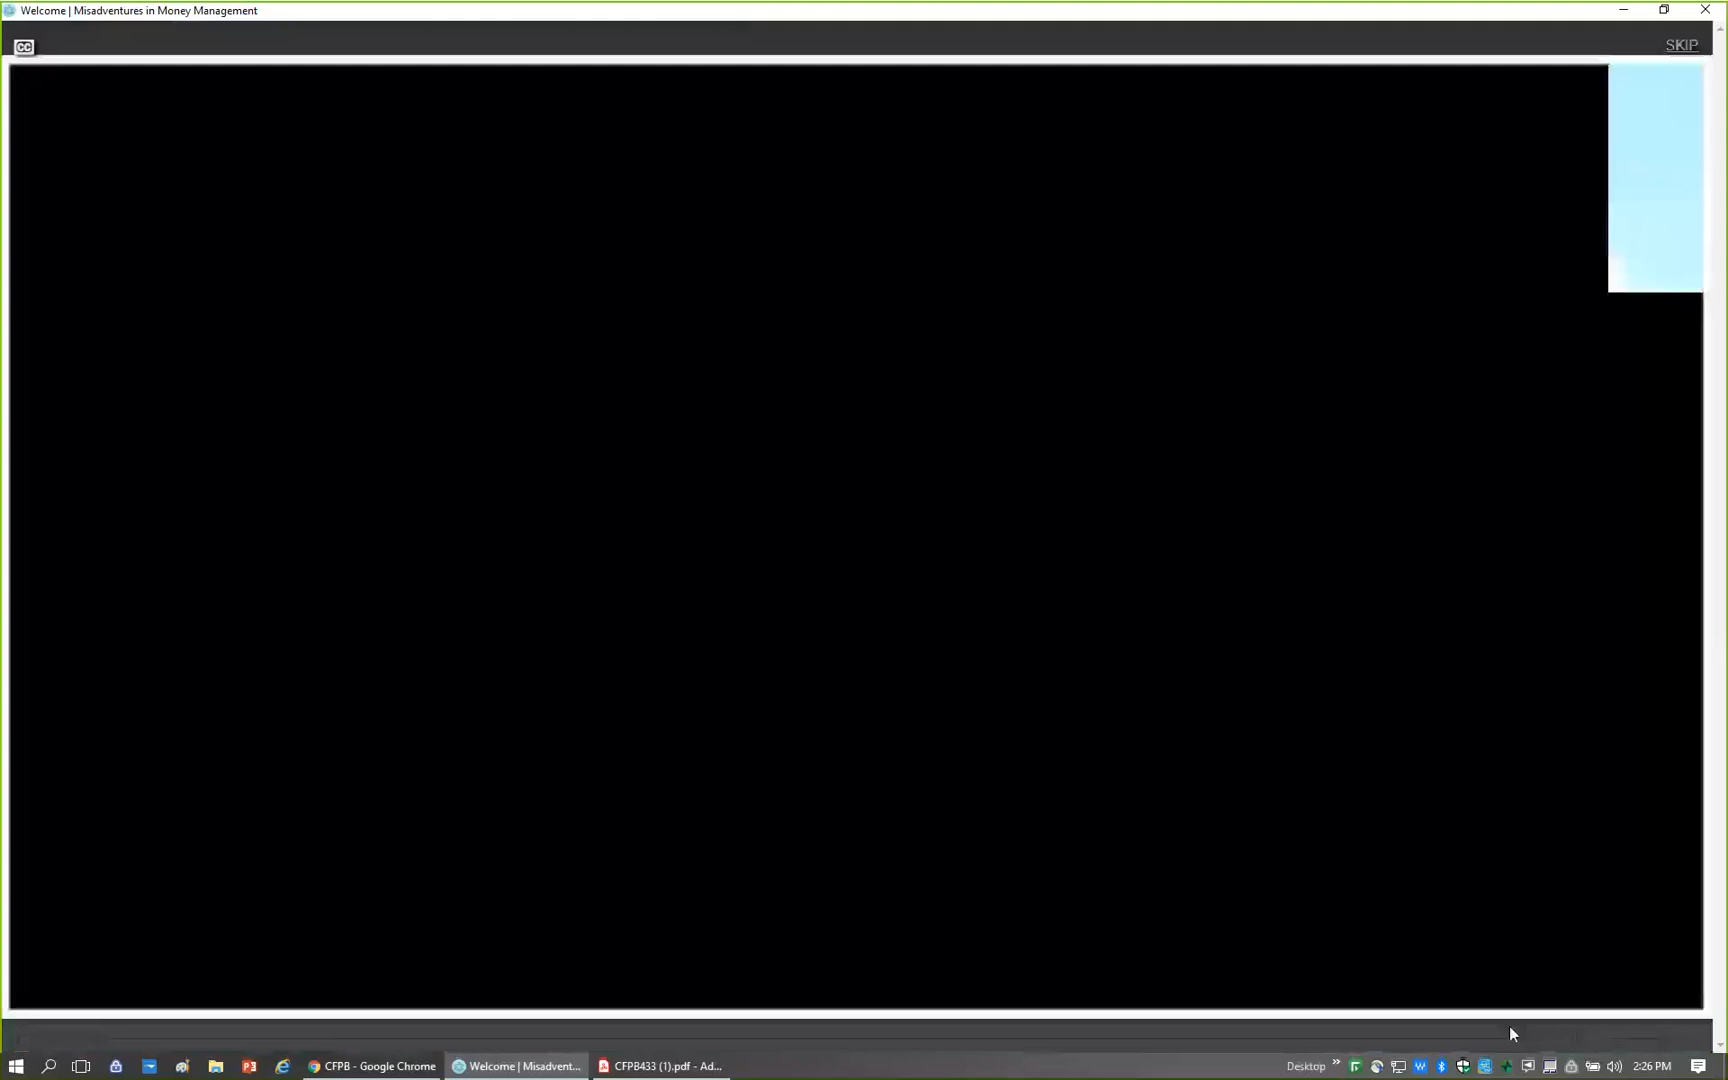 Welcome | Misadventures in Money Management
CC
SKIP
CFPB - Google Chrome
Welcome | Misadvent...
CFPB433 (1).pdf - Ad...
Desktop
2:26 PM